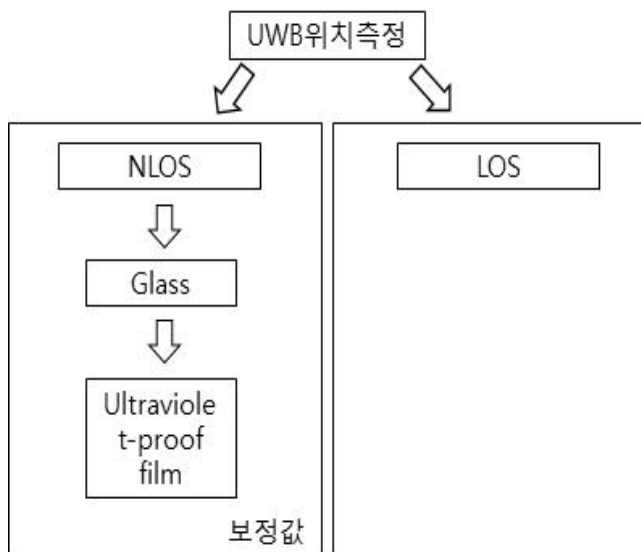 UWB위치측정
NLOS
LOS
Glass
Ultraviole
t-proof
film
보정값